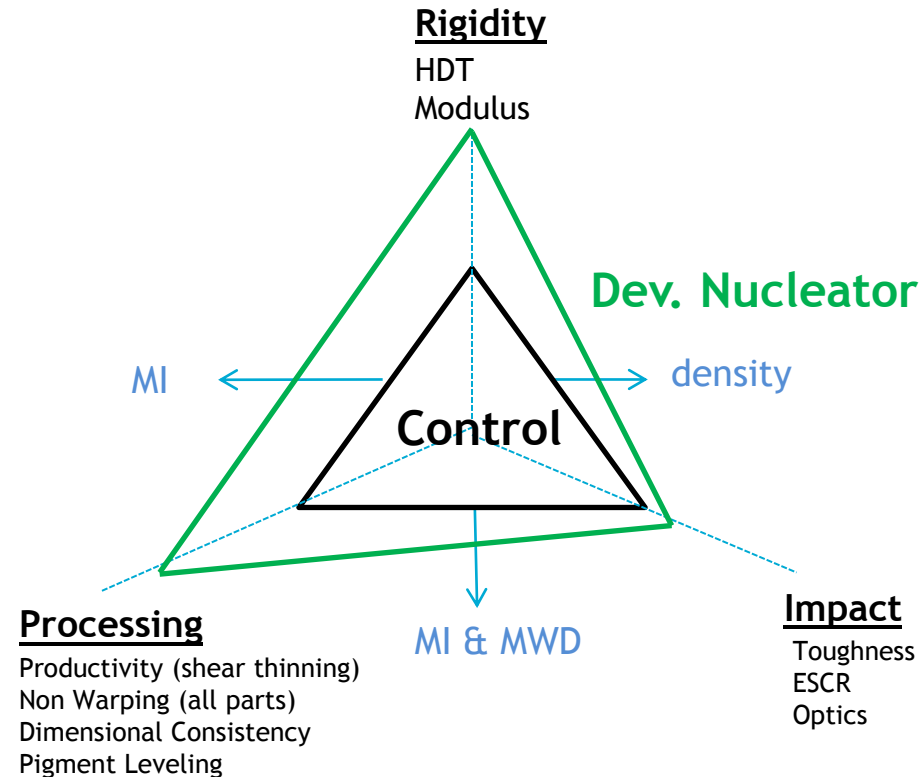 Rigidity
HDT
Modulus
Dev. Nucleator
MI
density
Control
Processing
Productivity (shear thinning)
Non Warping (all parts)
Dimensional Consistency
Pigment Leveling
MI & MWD
Impact
Toughness
ESCR
Optics